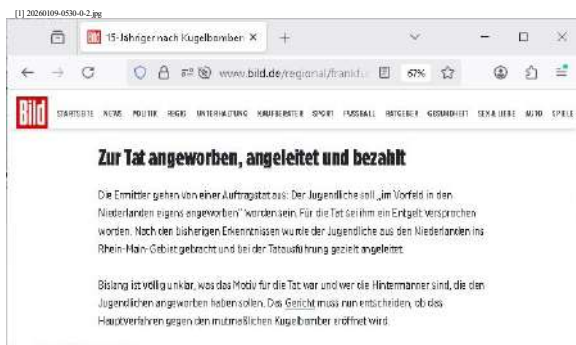 [1] 20260109-0530-0-2.jpg
15-Jähriger nach Kugelbomben
www.bild.de/regional/frankf
67%
Bild STARTSEITE NEWS POLITIK REGIO UNTERHALTUNG KAUFBERATER SPORT FUSSBALL RATGEBER GESUNDHEIT SEX & LIEBE AUTO SPIELE
Zur Tat angeworben, angeleitet und bezahlt
Die Ermittler gehen von einer Auftragstat aus: Der Jugendliche soll „im Vorfeld in den
Niederlanden eigens angeworben“ worden sein. Für die Tat sei ihm ein Entgelt versprochen
worden. Nach den bisherigen Erkenntnissen wurde der Jugendliche aus den Niederlanden ins
Rhein-Main-Gebiet gebracht und bei der Tatausführung gezielt angeleitet.
Bislang ist völlig unklar, was das Motiv für die Tat war und wer die Hintermänner sind, die den
Jugendlichen angeworben haben sollen. Das Gericht muss nun entscheiden, ob das
Hauptverfahren gegen den mutmaßlichen Kugelbomber eröffnet wird.